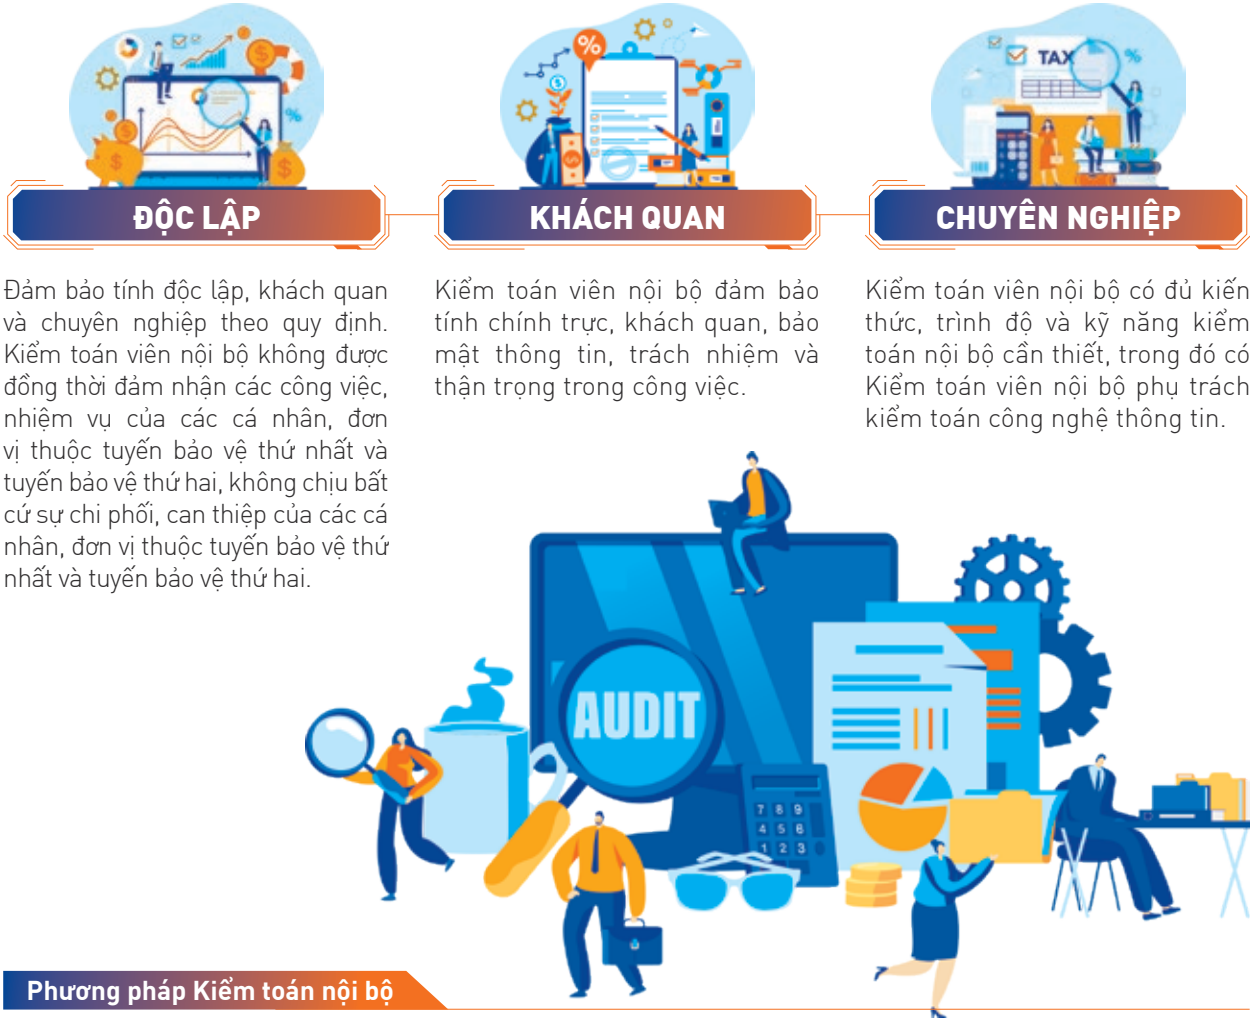 TAX
%
%
%
$
$
$
$
$
ĐỘC LẬP
KHÁCH QUAN
CHUYÊN NGHIỆP
Đảm bảo tính độc lập, khách quan
và chuyên nghiệp theo quy định.
Kiểm toán viên nội bộ không được
đồng thời đảm nhận các công việc,
nhiệm vụ của các cá nhân, đơn
vị thuộc tuyến bảo vệ thứ nhất và
tuyến bảo vệ thứ hai, không chịu bất
cứ sự chi phối, can thiệp của các cá
nhân, đơn vị thuộc tuyến bảo vệ thứ
nhất và tuyến bảo vệ thứ hai.
Kiểm toán viên nội bộ đảm bảo
tính chính trực, khách quan, bảo
mật thông tin, trách nhiệm và
thận trọng trong công việc.
Kiểm toán viên nội bộ có đủ kiến
thức, trình độ và kỹ năng kiểm
toán nội bộ cần thiết, trong đó có
Kiểm toán viên nội bộ phụ trách
kiểm toán công nghệ thông tin.
AUDIT
7 8 9
4 5 6
1 2 3
Phương pháp Kiểm toán nội bộ